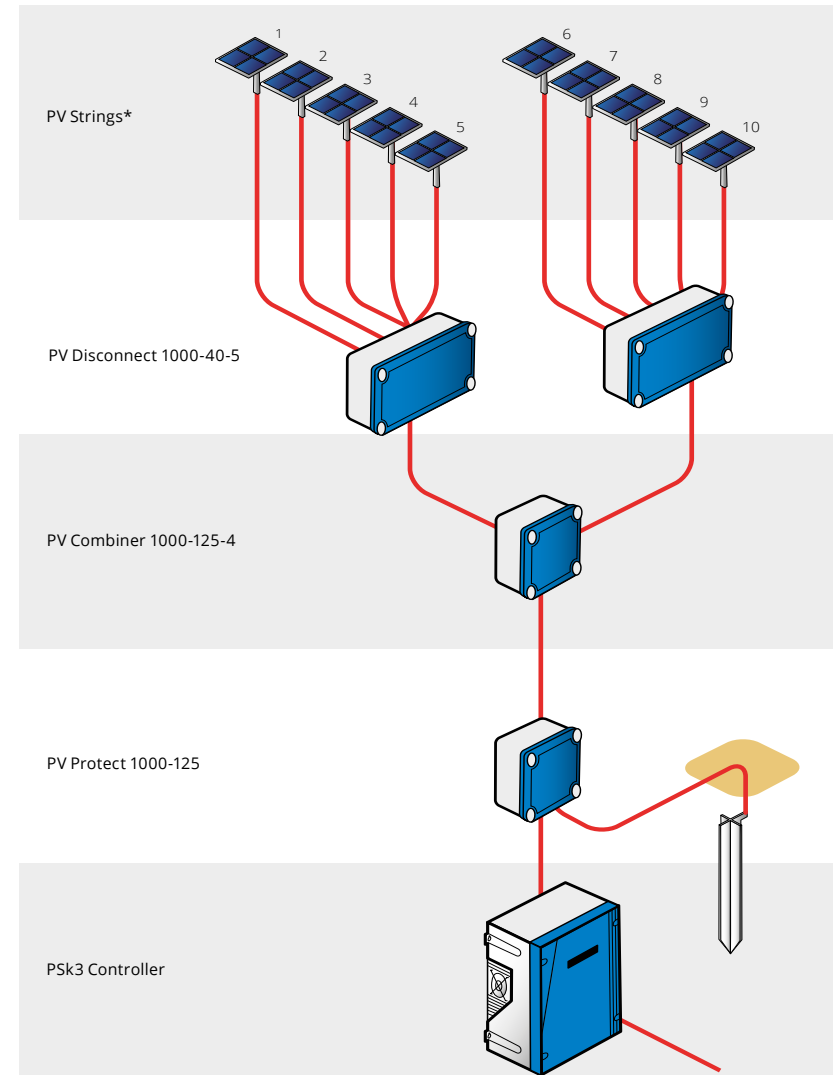 1
2
3
4
5
6
7
8
9
10
PV Strings*
PV Disconnect 1000-40-5
PV Combiner 1000-125-4
PV Protect 1000-125
PSk3 Controller